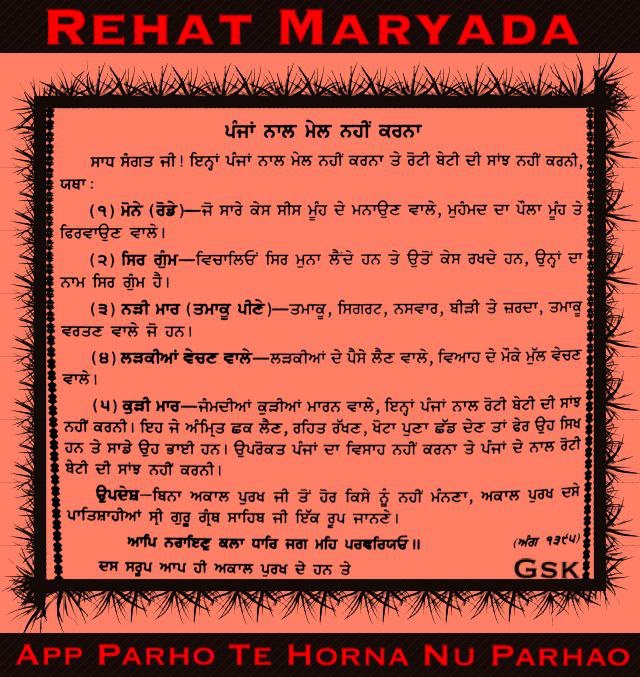 REHAT MARYADA
ਪੰਜਾਂ ਨਾਲ ਮੇਲ ਨਹੀਂ ਕਰਨਾ
ਸਾਧ ਸੰਗਤ ਜੀ ! ਇਨ੍ਹਾਂ ਪੰਜਾਂ ਨਾਲ ਮੇਲ ਨਹੀਂ ਕਰਨਾ ਤੇ ਰੋਟੀ ਬੇਟੀ ਦੀ ਸਾਂਝ ਨਹੀਂ ਕਰਨੀ,
ਯਥਾ :
(੧) ਮੋਨੇ (ਰੋਡੇ)—ਜੋ ਸਾਰੇ ਕੇਸ ਸੀਸ ਮੂੰਹ ਦੇ ਮਨਾਉਣ ਵਾਲੇ, ਮੁਹੰਮਦ ਦਾ ਪੌਲਾ ਮੂੰਹ ਤੇ
ਫਿਰਵਾਉਣ ਵਾਲੇ।
(੨) ਸਿਰ ਗੁੰਮ—ਵਿਚਾਲਿਓਂ ਸਿਰ ਮੁਨਾ ਲੈਂਦੇ ਹਨ ਤੇ ਉਤੋਂ ਕੇਸ ਰਖਦੇ ਹਨ, ਉਨ੍ਹਾਂ ਦਾ
ਨਾਮ ਸਿਰ ਗੁੰਮ ਹੈ।
(੩) ਨੜੀ ਮਾਰ (ਤਮਾਕੂ ਪੀਣੇ)—ਤਮਾਕੂ, ਸਿਗਰਟ, ਨਸਵਾਰ, ਬੀੜੀ ਤੇ ਜ਼ਰਦਾ, ਤਮਾਕੂ
ਵਰਤਣ ਵਾਲੇ ਜੋ ਹਨ।
(੪) ਲੜਕੀਆਂ ਵੇਚਣ ਵਾਲੇ—ਲੜਕੀਆਂ ਦੇ ਪੈਸੇ ਲੈਣ ਵਾਲੇ, ਵਿਆਹ ਦੇ ਮੌਕੇ ਮੁੱਲ ਵੇਚਣ
ਵਾਲੇ।
(੫) ਕੁੜੀ ਮਾਰ—ਜੰਮਦੀਆਂ ਕੁੜੀਆਂ ਮਾਰਨ ਵਾਲੇ, ਇਨ੍ਹਾਂ ਪੰਜਾਂ ਨਾਲ ਰੋਟੀ ਬੇਟੀ ਦੀ ਸਾਂਝ
ਨਹੀਂ ਕਰਨੀ। ਇਹ ਜੋ ਅੰਮ੍ਰਿਤ ਛਕ ਲੈਣ, ਰਹਿਤ ਰੱਖਣ, ਖੋਟਾ ਪੁਣਾ ਛੱਡ ਦੇਣ ਤਾਂ ਫੇਰ ਉਹ ਸਿਖ
ਹਨ ਤੇ ਸਾਡੇ ਉਹ ਭਾਈ ਹਨ। ਉਪਰੋਕਤ ਪੰਜਾਂ ਦਾ ਵਿਸਾਹ ਨਹੀਂ ਕਰਨਾ ਤੇ ਪੰਜਾਂ ਦੇ ਨਾਲ ਰੋਟੀ
ਬੇਟੀ ਦੀ ਸਾਂਝ ਨਹੀਂ ਕਰਨੀ।
ਉਪਦੇਸ਼—ਬਿਨਾ ਅਕਾਲ ਪੁਰਖ ਜੀ ਤੋਂ ਹੋਰ ਕਿਸੇ ਨੂੰ ਨਹੀਂ ਮੰਨਣਾ, ਅਕਾਲ ਪੁਰਖ ਦਸੇ
ਪਾਤਿਸ਼ਾਹੀਆਂ ਸ੍ਰੀ ਗੁਰੂ ਗ੍ਰੰਥ ਸਾਹਿਬ ਜੀ ਇੱਕ ਰੂਪ ਜਾਨਣੇ।
ਆਪਿ ਨਰਾਇਣੁ ਕਲਾ ਧਾਰਿ ਜਗ ਮਹਿ ਪਰਵਰਿਯਓ॥ (ਅੰਗ ੧੩੯੫)
ਦਸ ਸਰੂਪ ਆਪ ਹੀ ਅਕਾਲ ਪੁਰਖ ਦੇ ਹਨ ਤੇ
GSK
APP PARHO TE HORNA NU PARHAO